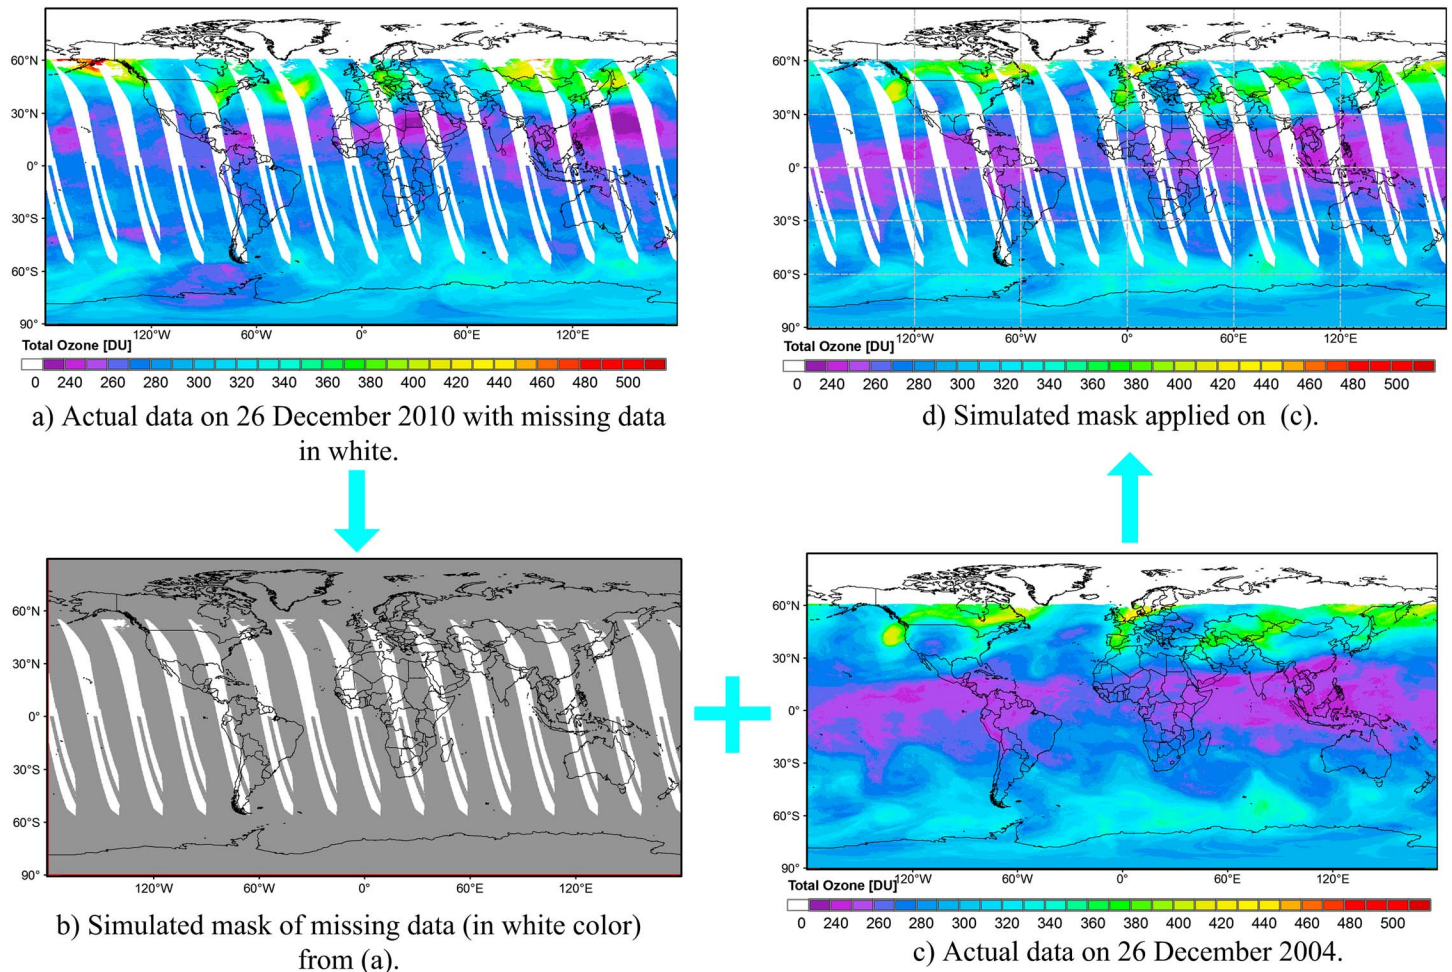 60°N
30°N
0°
30°S
60°S
90°
120°W 60°W 0° 60°E 120°E
Total Ozone [DU]
0 240 260 280 300 320 340 360 380 400 420 440 460 480 500
a) Actual data on 26 December 2010 with missing data
in white.
60°N
30°N
0°
30°S
60°S
90°
120°W 60°W 0° 60°E 120°E
Total Ozone [DU]
0 240 260 280 300 320 340 360 380 400 420 440 460 480 500
d) Simulated mask applied on (c).
60°N
30°N
0°
30°S
60°S
90°
120°W 60°W 0° 60°E 120°E
b) Simulated mask of missing data (in white color)
from (a).
60°N
30°N
0°
30°S
60°S
90°
120°W 60°W 0° 60°E 120°E
Total Ozone [DU]
0 240 260 280 300 320 340 360 380 400 420 440 460 480 500
c) Actual data on 26 December 2004.